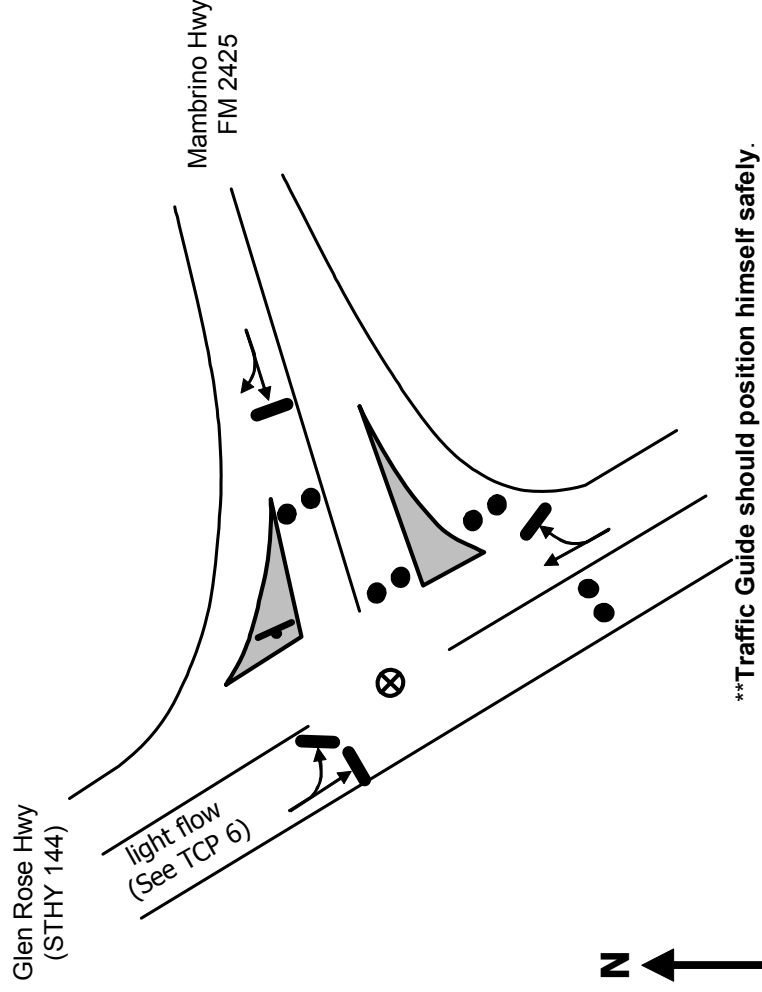 Mambrino Hwy
FM 2425
Glen Rose Hwy
(STHY 144)
light flow
(See TCP 6)
N
**Traffic Guide should position himself safely.